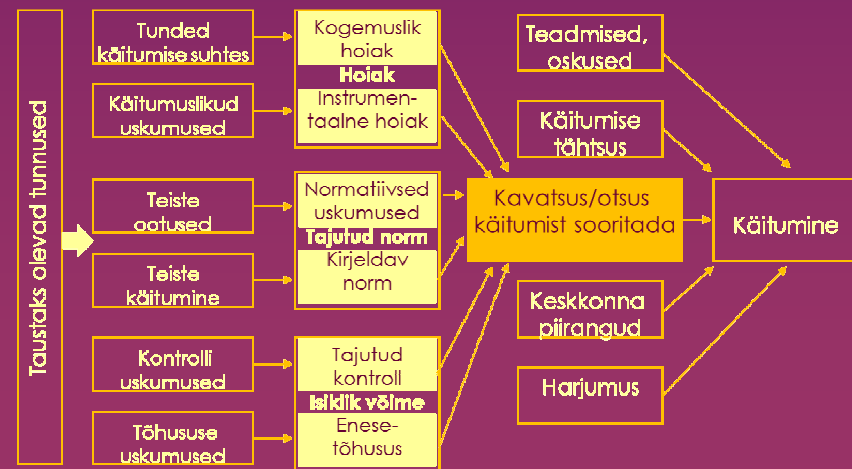 Taustaks olevad tunnused
Tunded
käitumise suhtes
Käitumuslikud
uskumused
Teiste
ootused
Teiste
käitumine
Kontrolli
uskumused
Tõhususe
uskumused
Kogemuslik
hoiak
Hoiak
Instrumen-
taalne hoiak
Normatiivsed
uskumused
Tajutud norm
Kirjeldav
norm
Tajutud
kontroll
Isiklik võime
Enese-
tõhusus
Kavatsus/otsus
käitumist sooritada
Teadmised,
oskused
Käitumise
tähtsus
Keskkonna
piirangud
Harjumus
Käitumine